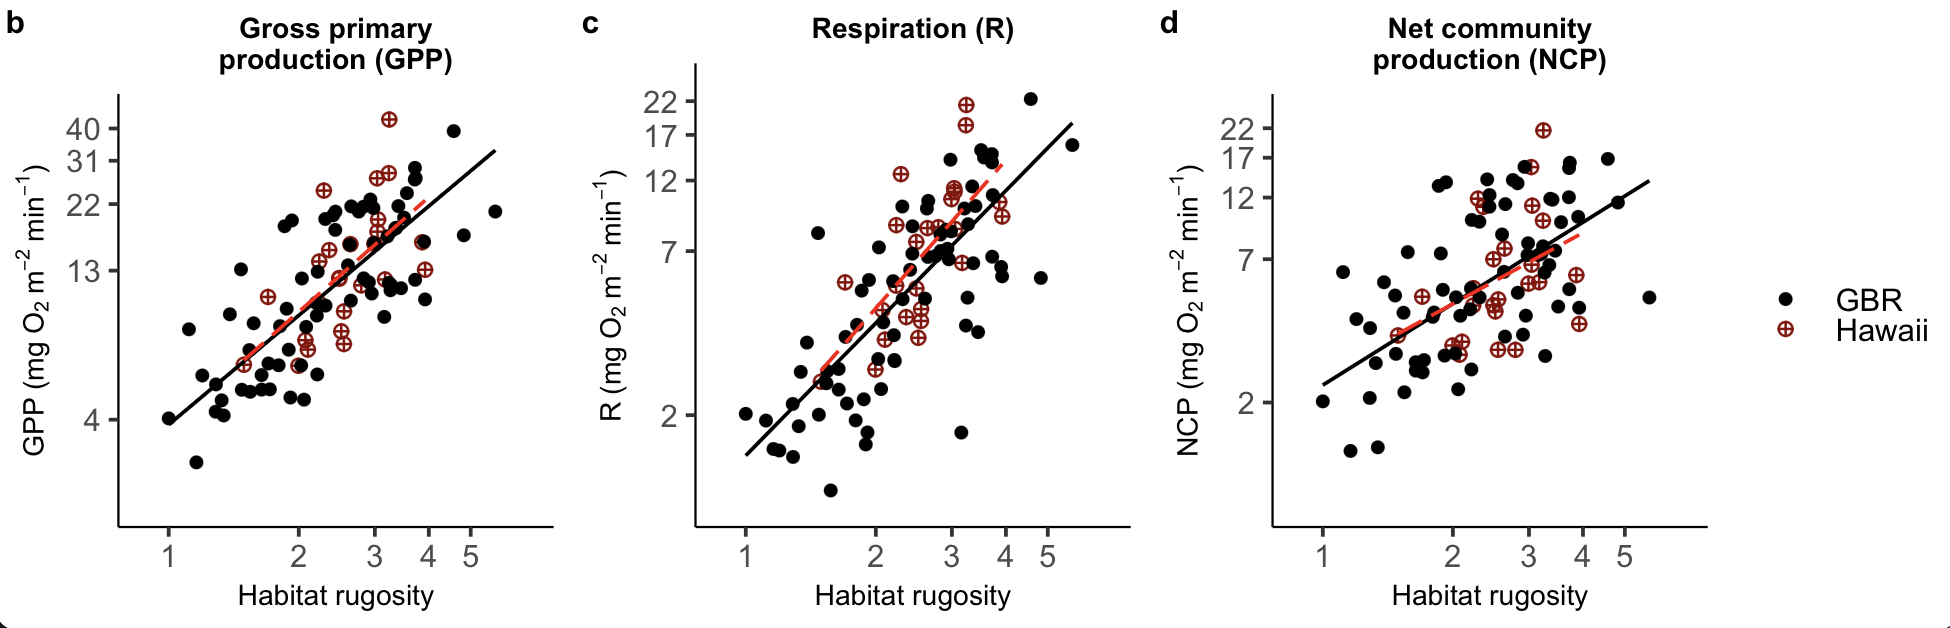 b
Gross primary
production (GPP)
40
31
22
13
4
GPP (mg O₂ m⁻² min⁻¹)
1 2 3 4 5
Habitat rugosity
c
Respiration (R)
22
17
12
7
2
R (mg O₂ m⁻² min⁻¹)
1 2 3 4 5
Habitat rugosity
d
Net community
production (NCP)
22
17
12
7
2
NCP (mg O₂ m⁻² min⁻¹)
1 2 3 4 5
Habitat rugosity
GBR
Hawaii